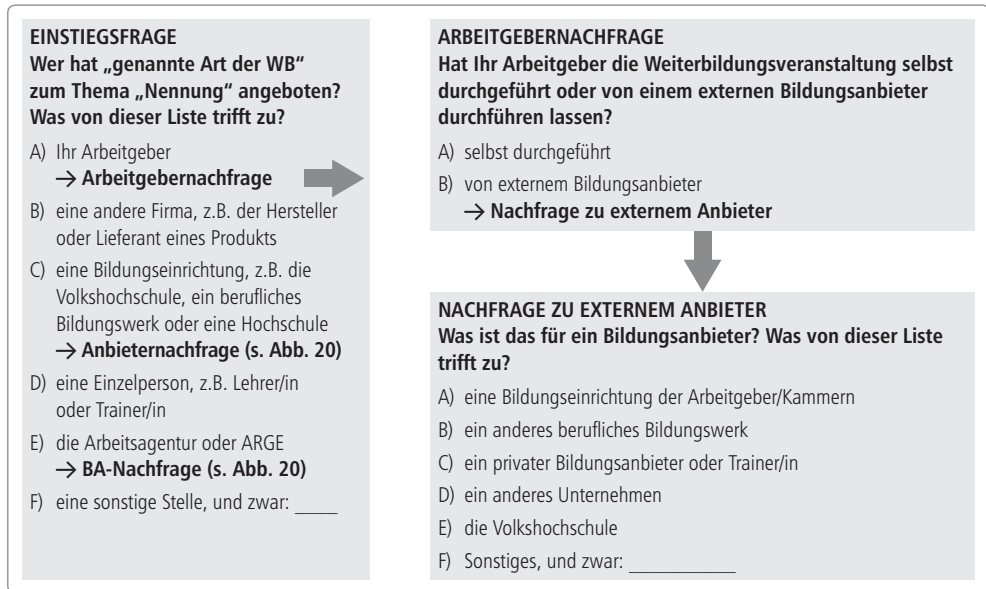 EINSTIEGSFRAGE
Wer hat „genannte Art der WB“
zum Thema „Nennung“ angeboten?
Was von dieser Liste trifft zu?
A) Ihr Arbeitgeber
→ Arbeitgebernachfrage
B) eine andere Firma, z.B. der Hersteller
oder Lieferant eines Produkts
C) eine Bildungseinrichtung, z.B. die
Volkshochschule, ein berufliches
Bildungswerk oder eine Hochschule
→ Anbieternachfrage (s. Abb. 20)
D) eine Einzelperson, z.B. Lehrer/in
oder Trainer/in
E) die Arbeitsagentur oder ARGE
→ BA-Nachfrage (s. Abb. 20)
F) eine sonstige Stelle, und zwar: ____
ARBEITGEBERNACHFRAGE
Hat Ihr Arbeitgeber die Weiterbildungsveranstaltung selbst
durchgeführt oder von einem externen Bildungsanbieter
durchführen lassen?
A) selbst durchgeführt
B) von externem Bildungsanbieter
→ Nachfrage zu externem Anbieter
NACHFRAGE ZU EXTERNEM ANBIETER
Was ist das für ein Bildungsanbieter? Was von dieser Liste
trifft zu?
A) eine Bildungseinrichtung der Arbeitgeber/Kammern
B) ein anderes berufliches Bildungswerk
C) ein privater Bildungsanbieter oder Trainer/in
D) ein anderes Unternehmen
E) die Volkshochschule
F) Sonstiges, und zwar: __________